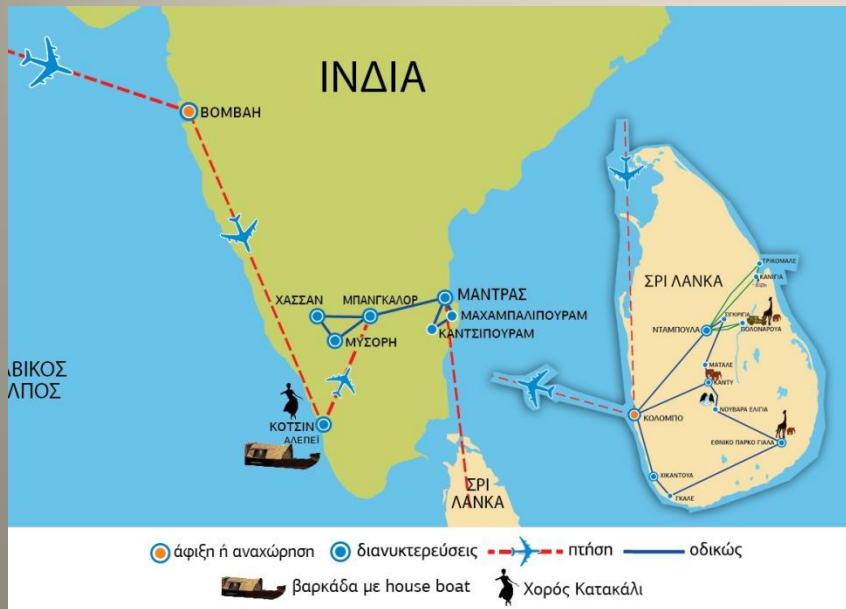 ΙΝΔΙΑ
ΒΟΜΒΑΗ
ΤΡΙΚΟΜΑΛΕ
ΣΡΙ ΛΑΝΚΑ
ΚΑΝΙΓΙΑ
ΧΑΣΣΑΝ
ΜΠΑΝΓΚΑΛΟΡ
ΜΑΝΤΡΑΣ
ΜΑΧΑΜΠΑΛΙΠΟΥΡΑΜ
ΚΑΝΤΣΙΠΟΥΡΑΜ
ΜΥΣΟΡΗ
ΝΤΑΜΠΟΥΛΑ
ΠΟΛΟΝΑΡΟΥΑ
ΑΒΙΚΟΣ
ΛΠΟΣ
ΜΑΤΑΛΕ
ΚΑΝΤΥ
ΝΟΥΒΑΡΑ ΕΛΙΓΙΑ
ΚΟΛΟΜΠΟ
ΚΟΤΣΙΝ
ΑΛΕΠΕΪ
ΕΘΝΙΚΟ ΠΑΡΚΟ ΓΙΑΛΑ
ΣΡΙ
ΛΑΝΚΑ
ΧΙΚΑΝΤΟΥΑ
ΓΚΑΛΕ
άφιξη ή αναχώρηση διανυκτερεύσεις πτήση οδικώς
βαρκάδα με house boat Χορός Κατακάλι